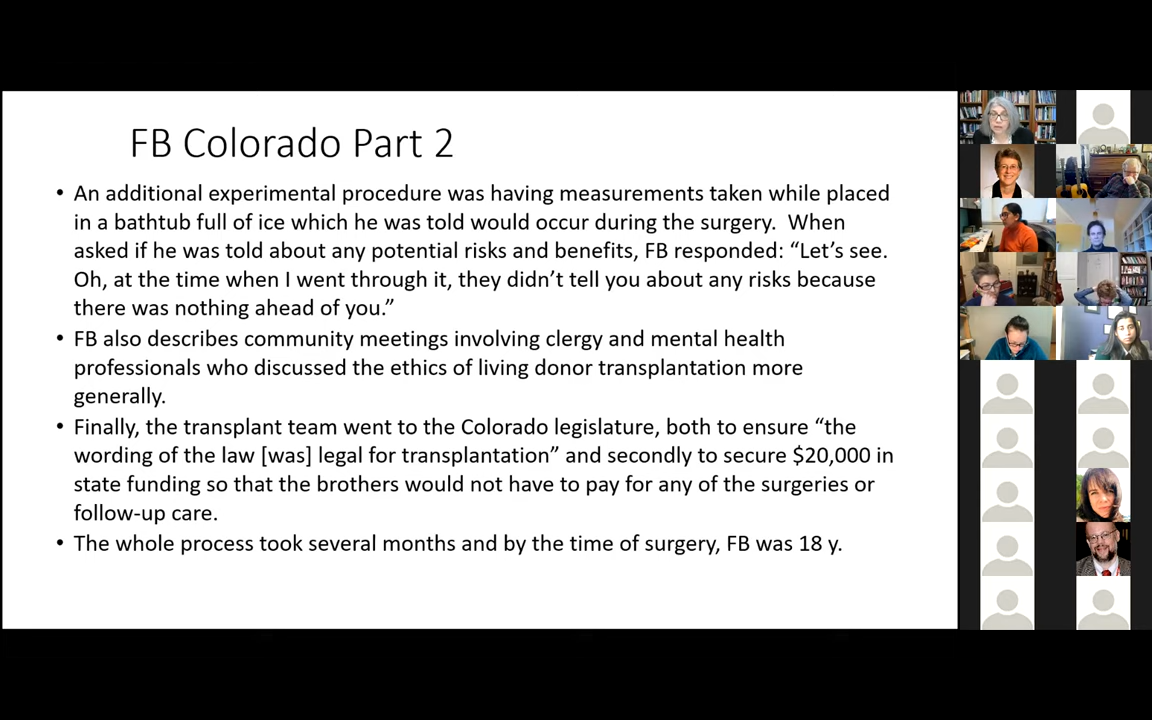 FB Colorado Part 2
• An additional experimental procedure was having measurements taken while placed
in a bathtub full of ice which he was told would occur during the surgery.  When
asked if he was told about any potential risks and benefits, FB responded: “Let’s see.
Oh, at the time when I went through it, they didn’t tell you about any risks because
there was nothing ahead of you.”
• FB also describes community meetings involving clergy and mental health
professionals who discussed the ethics of living donor transplantation more
generally.
• Finally, the transplant team went to the Colorado legislature, both to ensure “the
wording of the law [was] legal for transplantation” and secondly to secure $20,000 in
state funding so that the brothers would not have to pay for any of the surgeries or
follow-up care.
• The whole process took several months and by the time of surgery, FB was 18 y.